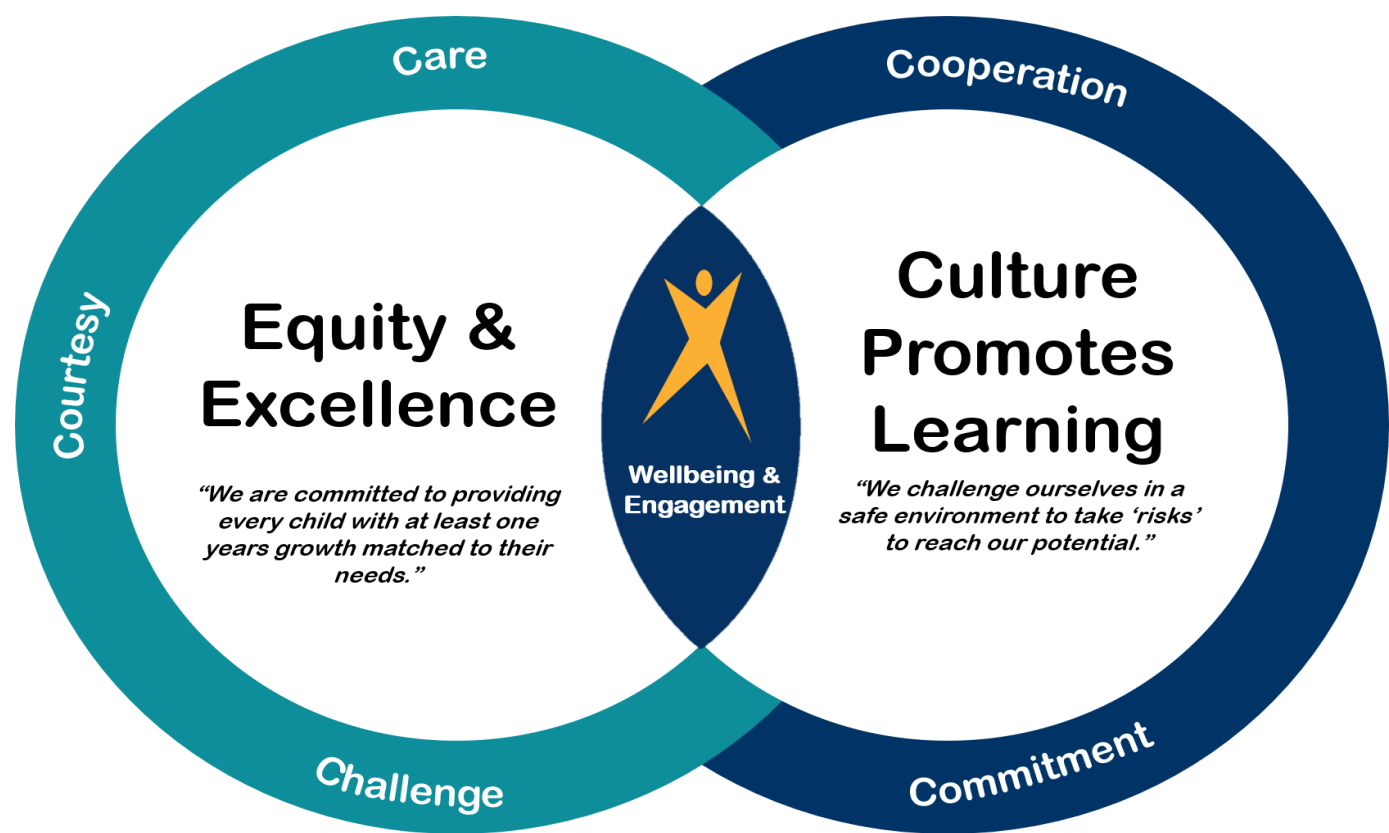 Care
Cooperation
Courtesy
Equity &
Excellence
“We are committed to providing
every child with at least one
years growth matched to their
needs.”
Wellbeing &
Engagement
Culture
Promotes
Learning
“We challenge ourselves in a
safe environment to take ‘risks’
to reach our potential.”
Challenge
Commitment